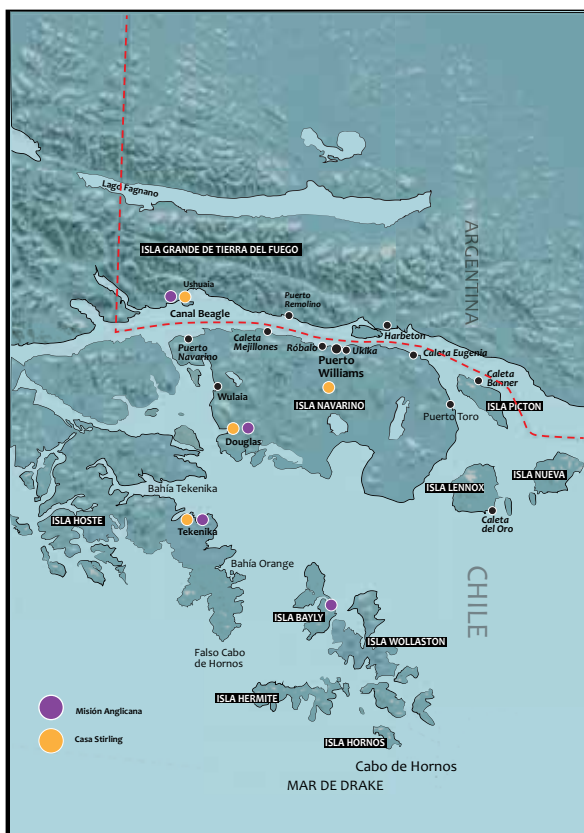 Lago Fagnano
ARGENTINA
ISLA GRANDE DE TIERRA DEL FUEGO
Ushuaia
Canal Beagle
Puerto
Remolino
Harbeton
Puerto
Navarino
Caleta
Mejillones
Róbalo
Ukika
Caleta Eugenia
Puerto
Williams
Caleta
Banner
Wulaia
ISLA NAVARINO
ISLA PICTON
Puerto Toro
Douglas
Bahía Tekenika
ISLA NUEVA
ISLA LENNOX
ISLA HOSTE
Tekenika
Caleta
del Oro
Bahía Orange
CHILE
ISLA BAYLY
ISLA WOLLASTON
Falso Cabo
de Hornos
ISLA HERMITE
Misión Anglicana
Casa Stirling
ISLA HORNOS
Cabo de Hornos
MAR DE DRAKE